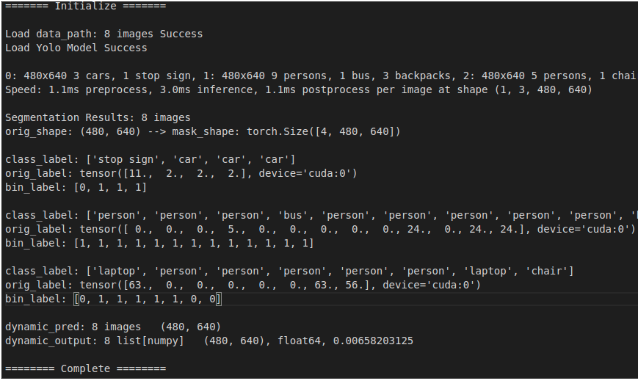 ======= Initialize =======
Load data_path: 8 images Success
Load Yolo Model Success
0: 480x640 3 cars, 1 stop sign, 1: 480x640 9 persons, 1 bus, 3 backpacks, 2: 480x640 5 persons, 1 chai
Speed: 1.1ms preprocess, 3.0ms inference, 1.1ms postprocess per image at shape (1, 3, 480, 640)
Segmentation Results: 8 images
orig_shape: (480, 640) --> mask_shape: torch.Size([4, 480, 640])
class_label: ['stop sign', 'car', 'car', 'car']
orig_label: tensor([11.,  2.,  2.,  2.], device='cuda:0')
bin_label: [0, 1, 1, 1]
class_label: ['person', 'person', 'person', 'bus', 'person', 'person', 'person', 'person', 'person', 'person', '
orig_label: tensor([ 0.,  0.,  0.,  5.,  0.,  0.,  0.,  0.,  0., 24.,  0., 24., 24.], device='cuda:0')
bin_label: [1, 1, 1, 1, 1, 1, 1, 1, 1, 1, 1, 1, 1]
class_label: ['laptop', 'person', 'person', 'person', 'person', 'person', 'laptop', 'chair']
orig_label: tensor([63.,  0.,  0.,  0.,  0.,  0., 63., 56.], device='cuda:0')
bin_label: [0, 1, 1, 1, 1, 1, 0, 0]
dynamic_pred: 8 images   (480, 640)
dynamic_output: 8 list[numpy]   (480, 640), float64, 0.00658203125
======== Complete ========